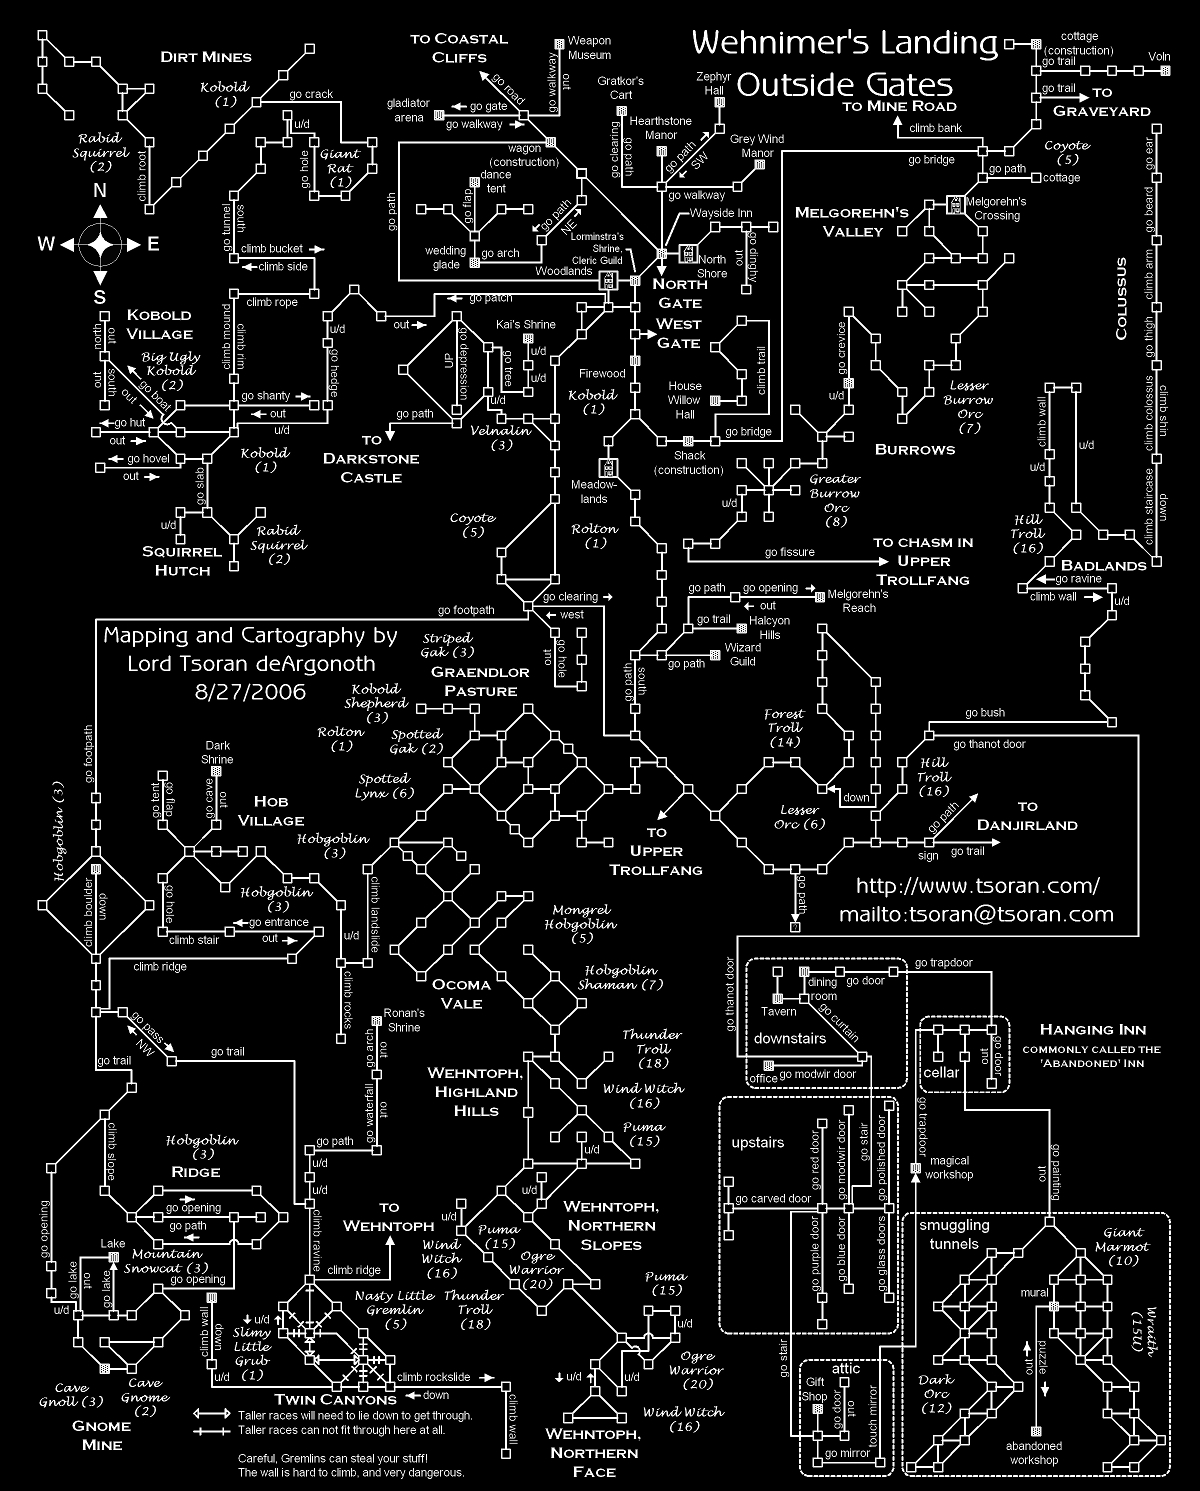 Wehnimer's Landing
Outside Gates
DIRT MINES
Kobold
(1)
go crack
Rabid
Squirrel
(2)
climb root
u/d
go hole
Giant
Rat
(1)
N
W
E
S
south
go tunnel
climb bucket
climb side
climb rope
KOBOLD
VILLAGE
north
out
out
south
Big Ugly
Kobold
(2)
go boat
out
climb mound
climb rim
go shanty
out
u/d
go hut
out
go hovel
out
Kobold
(1)
go slab
u/d
Rabid
Squirrel
(2)
SQUIRREL
HUTCH
u/d
go hedge
TO COASTAL
CLIFFS
go road
Weapon
Museum
go walkway
out
gladiator
arena
go gate
go walkway
wagon
(construction)
go path
dance
tent
go flap
wedding
glade
go arch
go path
NE
Lorminstra's
Shrine,
Cleric Guild
Woodlands
go patch
out
Gratkor's
Cart
go clearing
go path
Hearthstone
Manor
Zephyr
Hall
go path
SW
Grey Wind
Manor
go walkway
Wayside Inn
North
Shore
go dinghy
out
NORTH
GATE
WEST
GATE
Firewood
Kobold
(1)
House
Willow
Hall
climb trail
go bridge
Shack
(construction)
Meadow-
lands
Rolton
(1)
Kai's Shrine
u/d
u/d
go tree
go depression
up
u/d
go path
TO
DARKSTONE
CASTLE
Velnalin
(3)
Coyote
(5)
cottage
(construction)
go trail
Voln
go trail
TO
GRAVEYARD
TO MINE ROAD
climb bank
go bridge
Coyote
(5)
go path
cottage
Melgorehn's
Crossing
MELGOREHN'S
VALLEY
go crevice
u/d
Lesser
Burrow
Orc
(7)
BURROWS
Greater
Burrow
Orc
(8)
u/d
go fissure
TO CHASM IN
UPPER
TROLLFANG
COLUSSUS
go ear
go beard
climb arm
go thigh
climb colossus
climb shin
climb staircase
down
climb wall
u/d
u/d
Hill
Troll
(16)
BADLANDS
go ravine
climb wall
u/d
go bush
go footpath
go clearing
west
go hole
out
go path
go opening
out
Melgorehn's
Reach
go trail
Halcyon
Hills
go path
Wizard
Guild
south
go path
Mapping and Cartography by
Lord Tsoran deArgonoth
8/27/2006
Striped
Gak (3)
GRAENDLOR
PASTURE
Kobold
Shepherd
(3)
Rolton
(1)
Spotted
Gak (2)
Spotted
Lynx (6)
Forest
Troll
(14)
go thanot door
Hill
Troll
(16)
down
Lesser
Orc (6)
go path
TO
DANJIRLAND
sign
go trail
TO
UPPER
TROLLFANG
go path
?
http://www.tsoran.com/
mailto:tsoran@tsoran.com
go footpath
Hobgoblin (3)
climb boulder
down
Dark
Shrine
go tent
go flap
go cave
out
HOB
VILLAGE
Hobgoblin
(3)
Hobgoblin
(3)
go hole
go entrance
climb stair
out
climb ridge
u/d
climb landslide
climb rocks
OCOMA
VALE
Mongrel
Hobgoblin
(5)
Hobgoblin
Shaman (7)
Thunder
Troll
(18)
Wind Witch
(16)
Puma
(15)
WEHNTOPH,
HIGHLAND
HILLS
go pass
NW
go trail
go trail
Ronan's
Shrine
go arch
out
go waterfall
out
go path
u/d
u/d
climb ravine
climb ridge
TO
WEHNTOPH
climb slope
Hobgoblin
(3)
RIDGE
go opening
go path
Mountain
Snowcat (3)
go opening
go opening
Lake
go lake
out
go lake
u/d
Cave
Gnoll (3)
Cave
Gnome
(2)
GNOME
MINE
climb wall
down
u/d
u/d
Slimy
Little
Grub
(1)
Nasty Little
Gremlin
(5)
TWIN CANYONS
climb rockslide
down
climb wall
Taller races will need to lie down to get through.
Taller races can not fit through here at all.
Careful, Gremlins can steal your stuff!
The wall is hard to climb, and very dangerous.
u/d
u/d
WEHNTOPH,
NORTHERN
SLOPES
Wind
Witch
(16)
u/d
Puma
(15)
Ogre
Warrior
(20)
Thunder
Troll
(18)
Puma
(15)
u/d
Ogre
Warrior
(20)
u/d
u/d
Wind Witch
(16)
WEHNTOPH,
NORTHERN
FACE
go thanot door
Tavern
dining
room
go door
go trapdoor
go curtain
downstairs
office
go modwir door
cellar
go door
out
HANGING INN
COMMONLY CALLED THE
'ABANDONED' INN
upstairs
go red door
go modwir door
go stair
go polished door
go carved door
go purple door
go blue door
go glass doors
go trapdoor
magical
workshop
go painting
out
go stair
attic
Gift
Shop
go door
out
go mirror
touch mirror
smuggling
tunnels
Giant
Marmot
(10)
mural
puzzle
out
Wraith
(15U)
Dark
Orc
(12)
abandoned
workshop